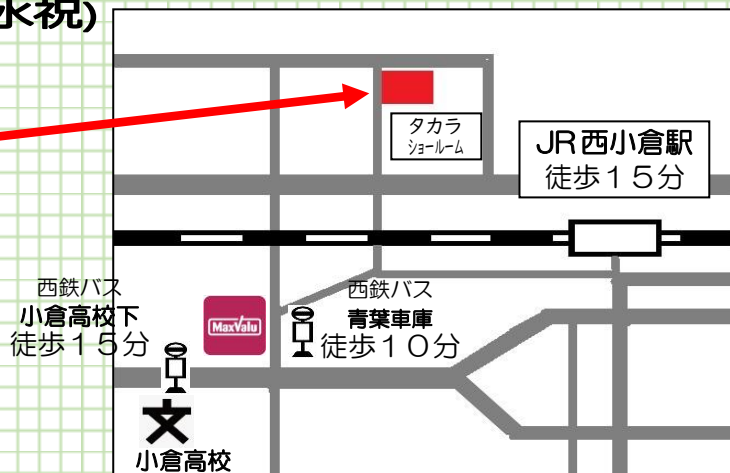 水祝)
タカラ
ショールーム
JR西小倉駅
徒歩15分
西鉄バス
小倉高校下
徒歩15分
MaxValu
西鉄バス
青葉車庫
徒歩10分
小倉高校